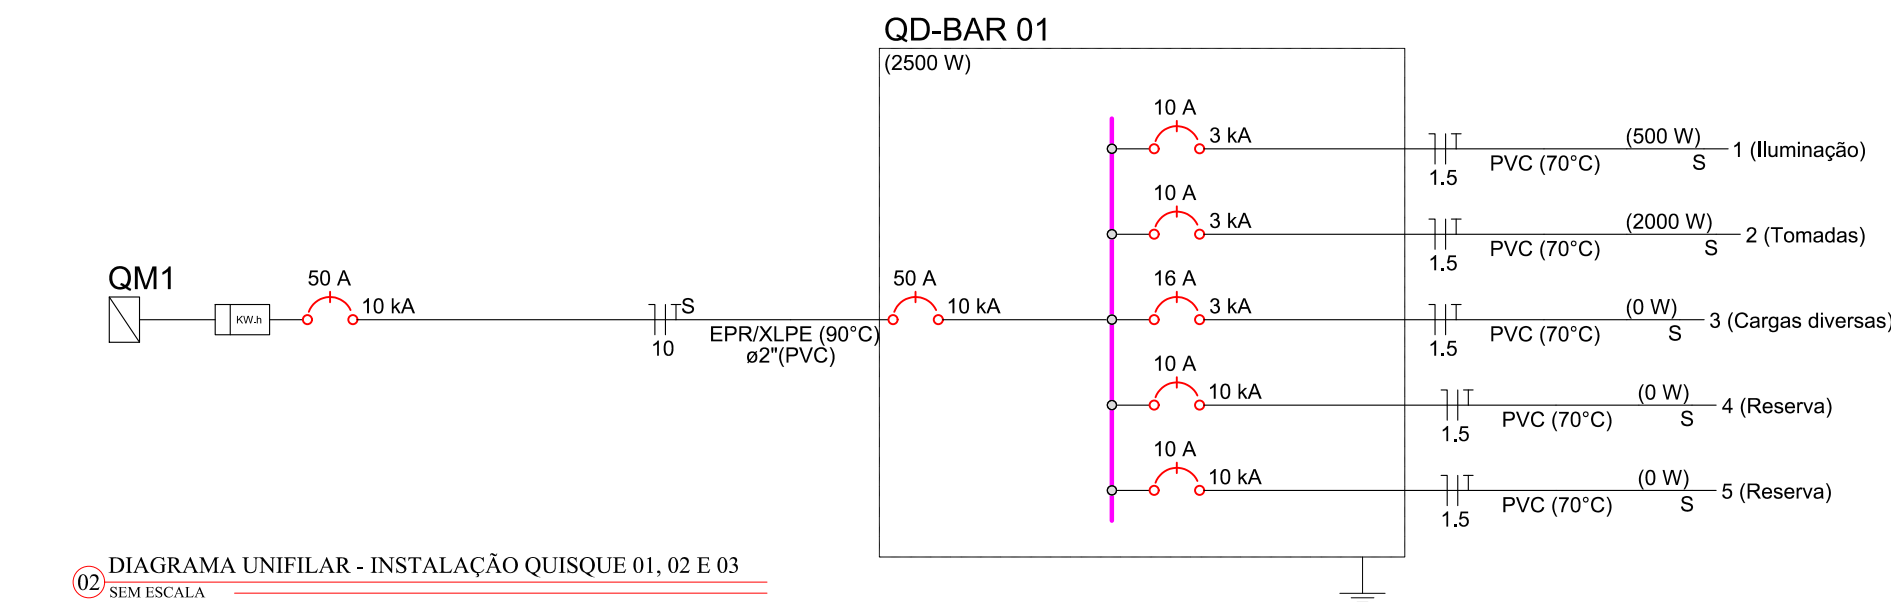 QD-BAR 01
(2500 W)
10 A
3 kA
1.5
PVC (70°C)
(500 W)
S
1 (Iluminação)
10 A
3 kA
1.5
PVC (70°C)
(2000 W)
S
2 (Tomadas)
QM1
KW.h
50 A
10 kA
S
10
EPR/XLPE (90°C)
ø2"(PVC)
50 A
10 kA
16 A
3 kA
1.5
PVC (70°C)
(0 W)
S
3 (Cargas diversas)
10 A
10 kA
1.5
PVC (70°C)
(0 W)
S
4 (Reserva)
10 A
10 kA
1.5
PVC (70°C)
(0 W)
S
5 (Reserva)
02
DIAGRAMA UNIFILAR - INSTALAÇÃO QUISQUE 01, 02 E 03
SEM ESCALA